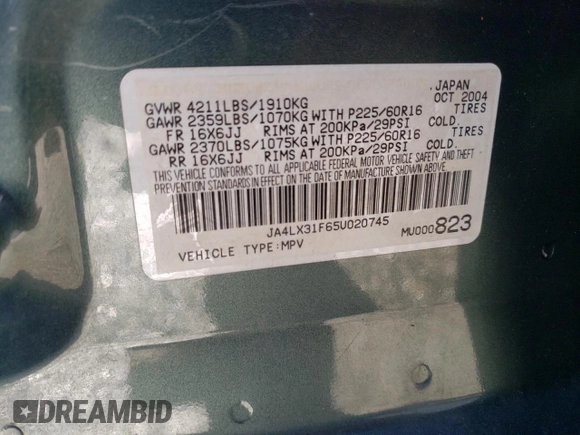 JAPAN
GVWR 4211LBS/1910KG OCT 2004
GAWR 2359LBS/1070KG WITH P225/60R16 TIRES
FR 16X6JJ RIMS AT 200KPa/29PSI COLD.
GAWR 2370LBS/1075KG WITH P225/60R16 TIRES
RR 16X6JJ RIMS AT 200KPa/29PSI COLD.
THIS VEHICLE CONFORMS TO ALL APPLICABLE FEDERAL MOTOR VEHICLE SAFETY AND THEFT
PREVENTION STANDARDS IN EFFECT ON THE DATE OF MANUFACTURE SHOWN ABOVE.
JA4LX31F65U020745 MU000823
VEHICLE TYPE:MPV
DREAMBID